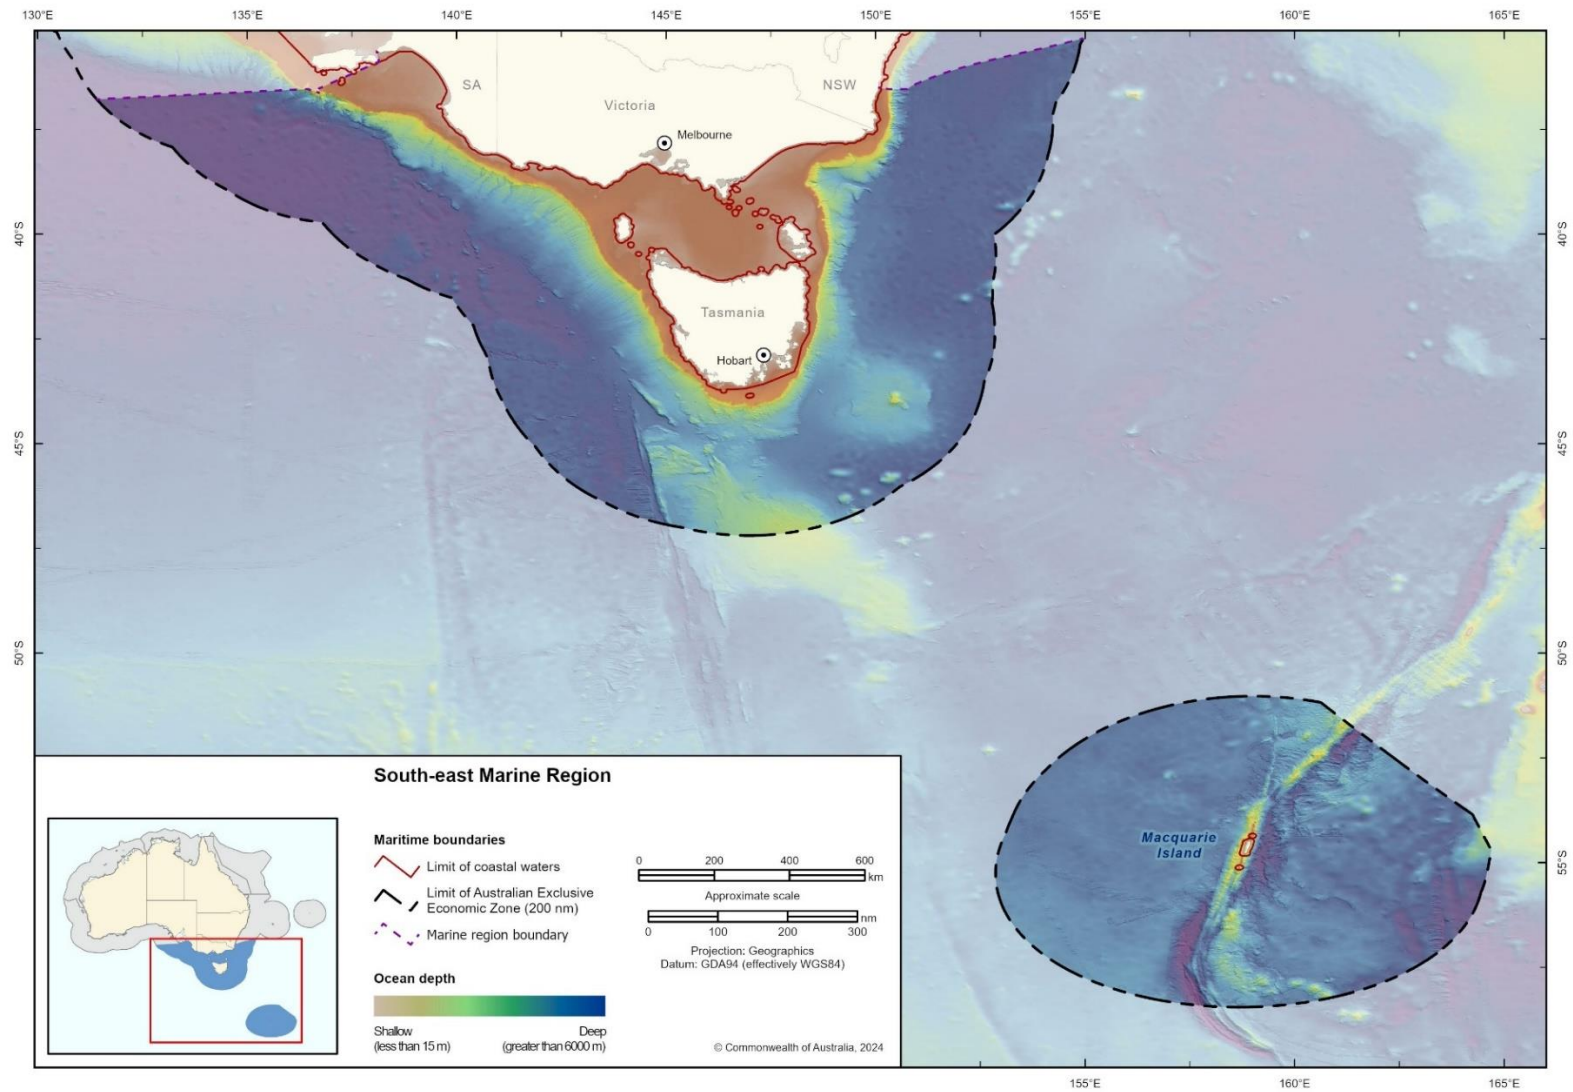 130°E
135°E
140°E
145°E
150°E
155°E
160°E
165°E
SA
Victoria
NSW
Melbourne
40°S
40°S
Tasmania
Hobart
45°S
45°S
50°S
50°S
Macquarie
Island
55°S
South-east Marine Region
Maritime boundaries
Limit of coastal waters
Limit of Australian Exclusive
Economic Zone (200 nm)
Marine region boundary
0 200 400 600
km
Approximate scale
nm
0 100 200 300
Projection: Geographics
Datum: GDA94 (effectively WGS84)
Ocean depth
Shallow
(less than 15 m)
Deep
(greater than 6000 m)
© Commonwealth of Australia, 2024
155°E
160°E
165°E